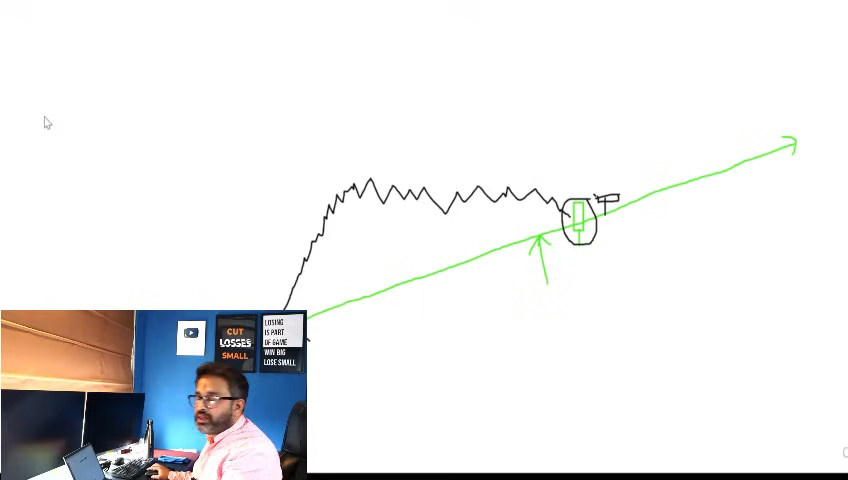 CUT
LOSSES
SMALL
LOSING
IS PART
OF GAME
WIN BIG
LOSE SMALL